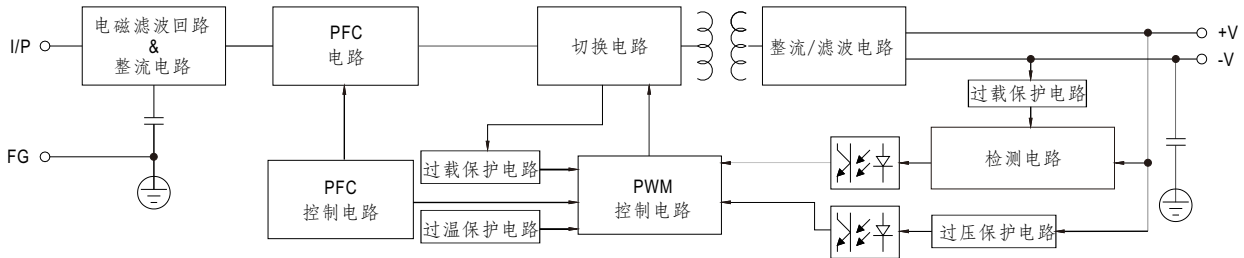 I/P
电磁滤波回路
&
整流电路
PFC
电路
切换电路
整流/滤波电路
+V
-V
过载保护电路
FG
PFC
控制电路
过载保护电路
过温保护电路
PWM
控制电路
检测电路
过压保护电路